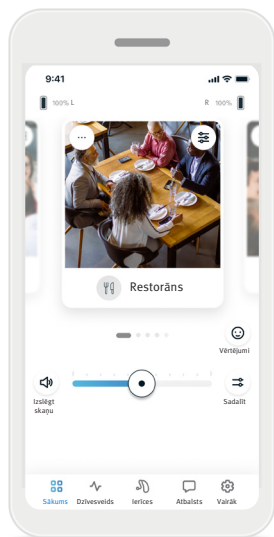 9:41
100% L
R 100%
...
Restorāns
Vērtējumi
Izslēgt
skaņu
Sadalīt
Sākums Dzīvesveids Ierīces Atbalsts Vairāk